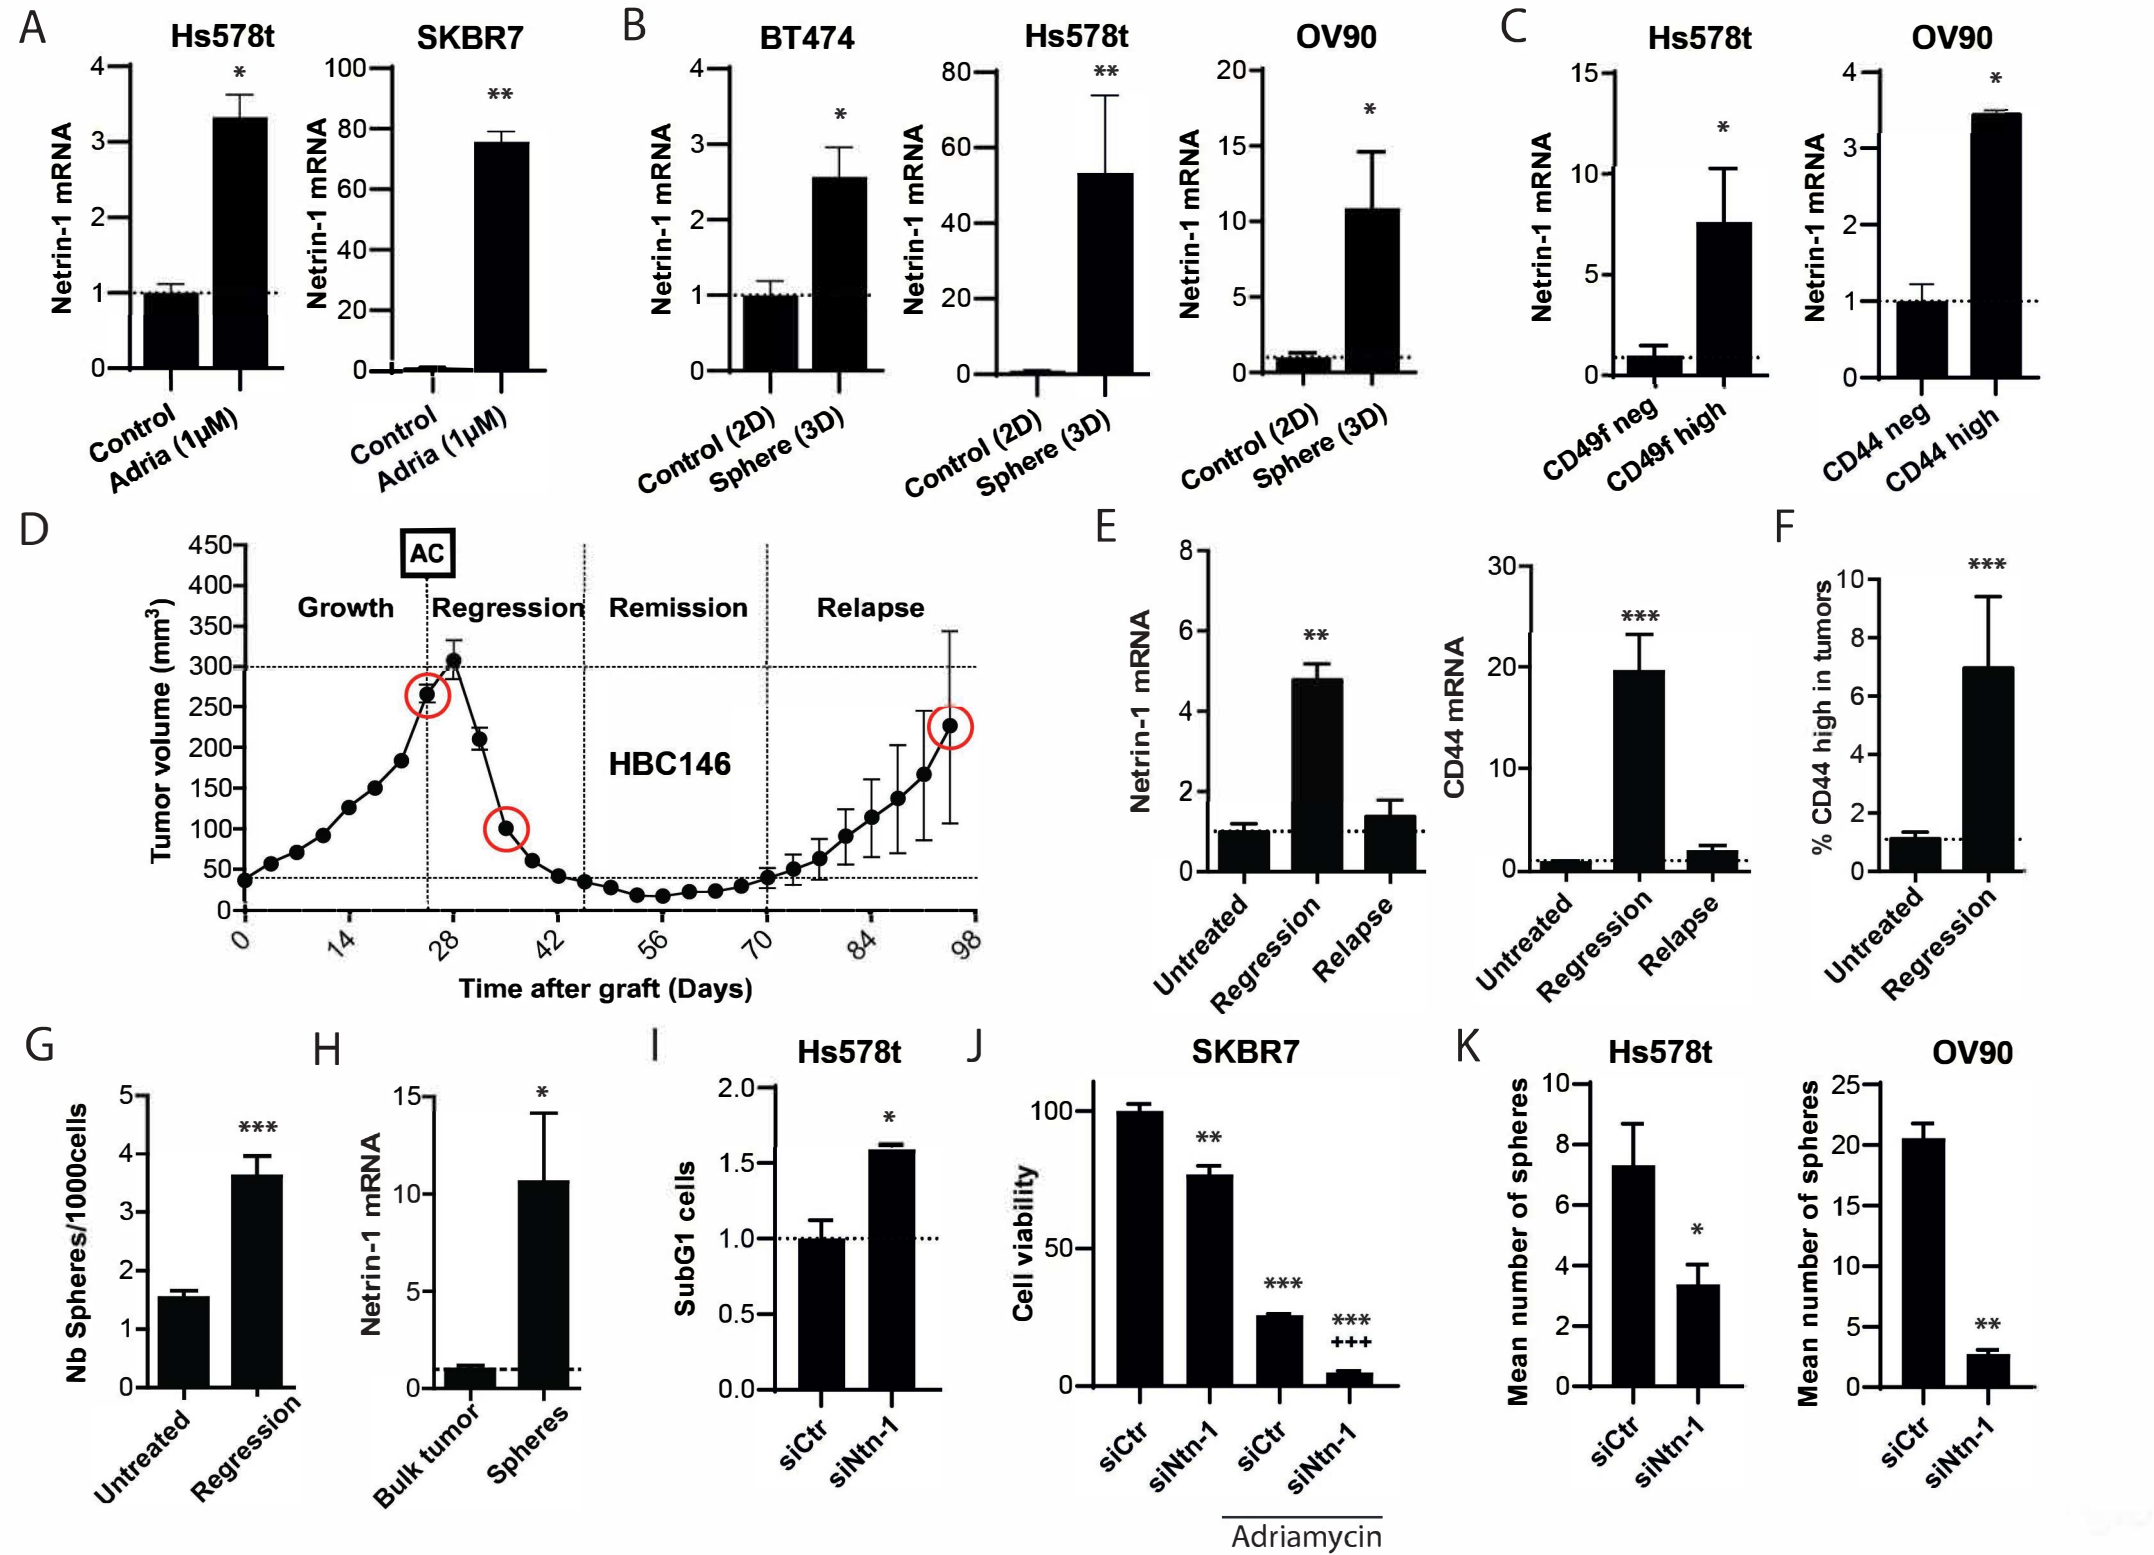 A
Hs578t
Netrin-1 mRNA
4
3
2
1
0
*
Control
Adria (1µM)
SKBR7
Netrin-1 mRNA
100
80
60
40
20
0
**
Control
Adria (1µM)
B
BT474
Netrin-1 mRNA
4
3
2
1
0
*
Control (2D)
Sphere (3D)
Hs578t
Netrin-1 mRNA
80
60
40
20
0
**
Control (2D)
Sphere (3D)
OV90
Netrin-1 mRNA
20
15
10
5
0
*
Control (2D)
Sphere (3D)
C
Hs578t
Netrin-1 mRNA
15
10
5
0
*
CD49f neg
CD49f high
OV90
Netrin-1 mRNA
4
3
2
1
0
*
CD44 neg
CD44 high
D
AC
Growth
Regression
Remission
Relapse
HBC146
Tumor volume (mm³)
450
400
350
300
250
200
150
100
50
0
0
14
28
42
56
70
84
98
Time after graft (Days)
E
Netrin-1 mRNA
8
6
4
2
0
**
Untreated
Regression
Relapse
CD44 mRNA
30
20
10
0
***
Untreated
Regression
Relapse
F
% CD44 high in tumors
10
8
6
4
2
0
***
Untreated
Regression
G
Nb Spheres/1000cells
5
4
3
2
1
0
***
Untreated
Regression
H
Netrin-1 mRNA
15
10
5
0
*
Bulk tumor
Spheres
I
Hs578t
SubG1 cells
2.0
1.5
1.0
0.5
0.0
*
siCtr
siNtn-1
J
SKBR7
Cell viability
100
50
0
**
***
***
+++
siCtr
siNtn-1
siCtr
siNtn-1
Adriamycin
K
Hs578t
Mean number of spheres
10
8
6
4
2
0
*
siCtr
siNtn-1
OV90
Mean number of spheres
25
20
15
10
5
0
**
siCtr
siNtn-1